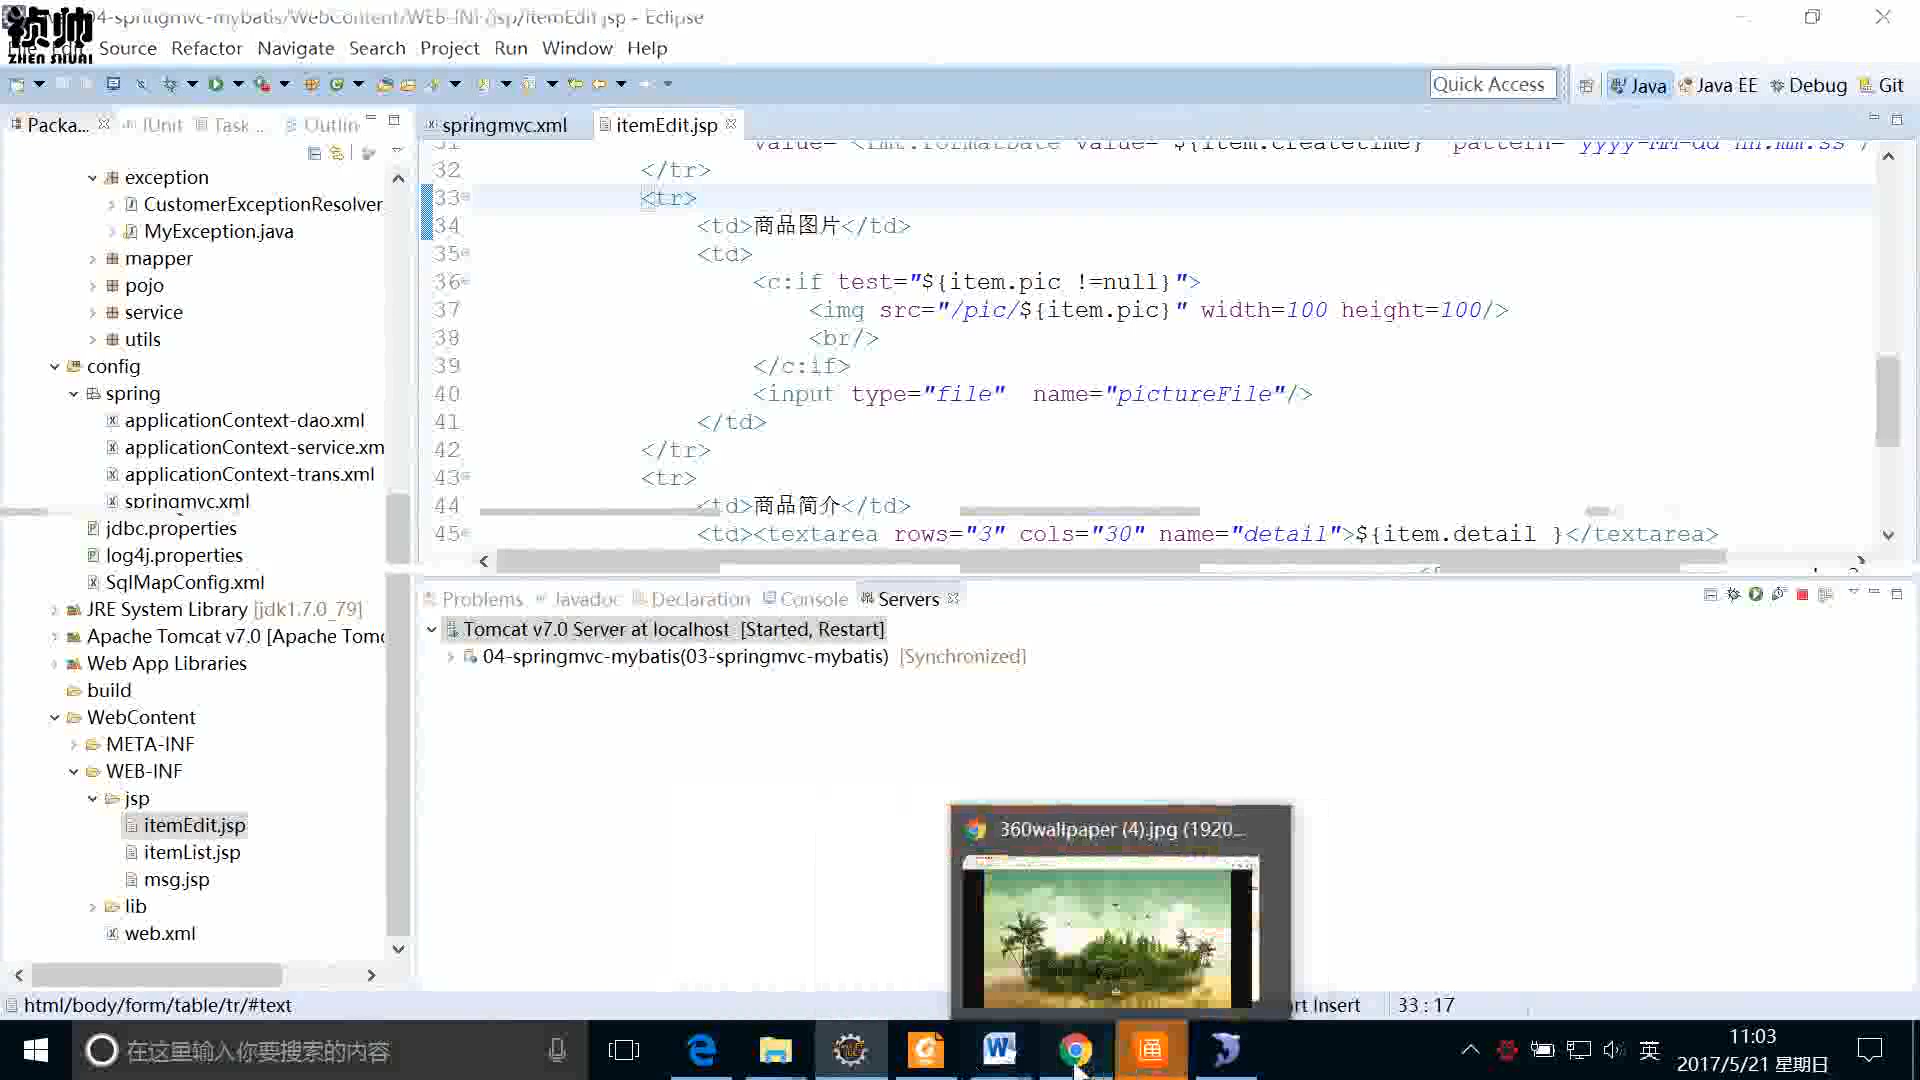 祯帅
ZHEN SHUAI
04-springmvc-mybatis/WebContent/WEB-INF/jsp/itemEdit.jsp - Eclipse
File Edit Source Refactor Navigate Search Project Run Window Help
Quick Access
Java
Java EE
Debug
Git
Packa...
JUnit
Task ...
Outlin
springmvc.xml
itemEdit.jsp
exception
CustomerExceptionResolver
MyException.java
mapper
pojo
service
utils
config
spring
applicationContext-dao.xml
applicationContext-service.xm
applicationContext-trans.xml
springmvc.xml
jdbc.properties
log4j.properties
SqlMapConfig.xml
JRE System Library [jdk1.7.0_79]
Apache Tomcat v7.0 [Apache Tomc
Web App Libraries
build
WebContent
META-INF
WEB-INF
jsp
itemEdit.jsp
itemList.jsp
msg.jsp
lib
web.xml
31 value="<fmt:formatDate value="${item.createtime}" pattern="yyyy-MM-dd HH:mm:ss"/
32 </tr>
33 <tr>
34 <td>商品图片</td>
35 <td>
36 <c:if test="${item.pic !=null}">
37 <img src="/pic/${item.pic}" width=100 height=100/>
38 <br/>
39 </c:if>
40 <input type="file" name="pictureFile"/>
41 </td>
42 </tr>
43 <tr>
44 <td>商品简介</td>
45 <td><textarea rows="3" cols="30" name="detail">${item.detail }</textarea>
Problems
Javadoc
Declaration
Console
Servers
Tomcat v7.0 Server at localhost [Started, Restart]
04-springmvc-mybatis(03-springmvc-mybatis) [Synchronized]
360wallpaper (4).jpg (1920...
html/body/form/table/tr/#text
rt Insert
33 : 17
在这里输入你要搜索的内容
英
11:03
2017/5/21 星期日